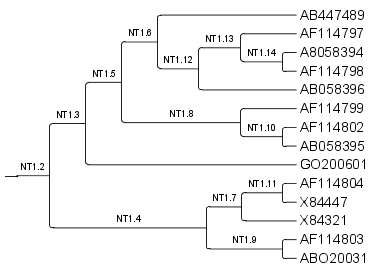 AB447489
NT1.6
AF114797
NT1.13
A8058394
NT1.14
NT1.12
AF114798
NT1.5
AB058396
AF114799
NT1.8
NT1.3
AF114802
NT1.10
AB058395
GO200601
NT1.2
AF114804
NT1.11
NT1.7
X84447
NT1.4
X84321
AF114803
NT1.9
ABO20031